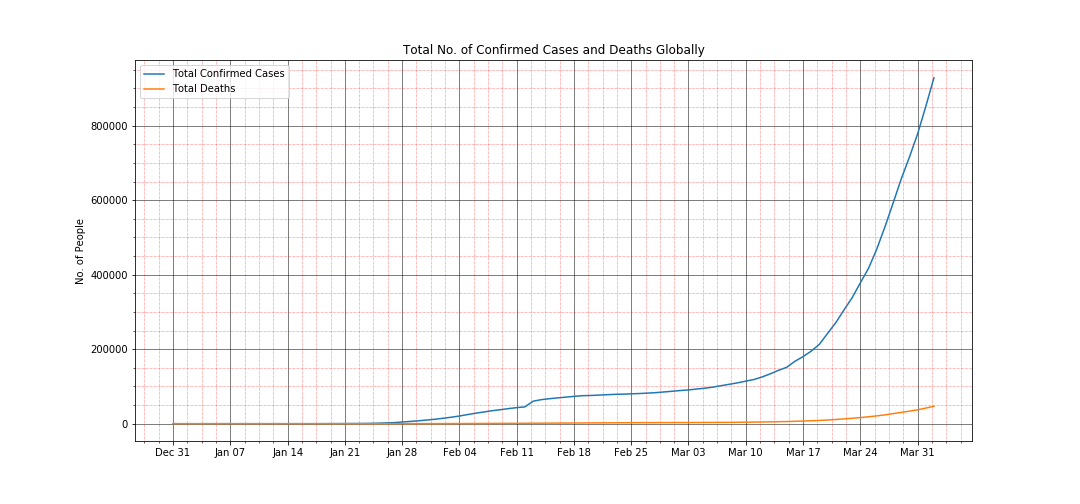 Total No. of Confirmed Cases and Deaths Globally
Total Confirmed Cases
Total Deaths
800000
600000
400000
200000
0
No. of People
Dec 31 Jan 07 Jan 14 Jan 21 Jan 28 Feb 04 Feb 11 Feb 18 Feb 25 Mar 03 Mar 10 Mar 17 Mar 24 Mar 31